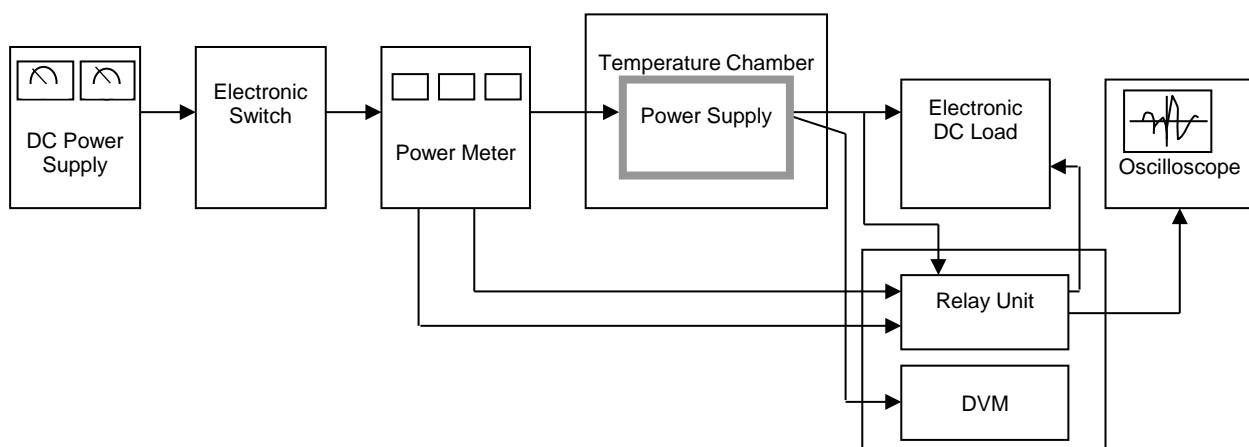 DC Power
Supply
Electronic
Switch
Power Meter
Temperature Chamber
Power Supply
Electronic
DC Load
Oscilloscope
Relay Unit
DVM